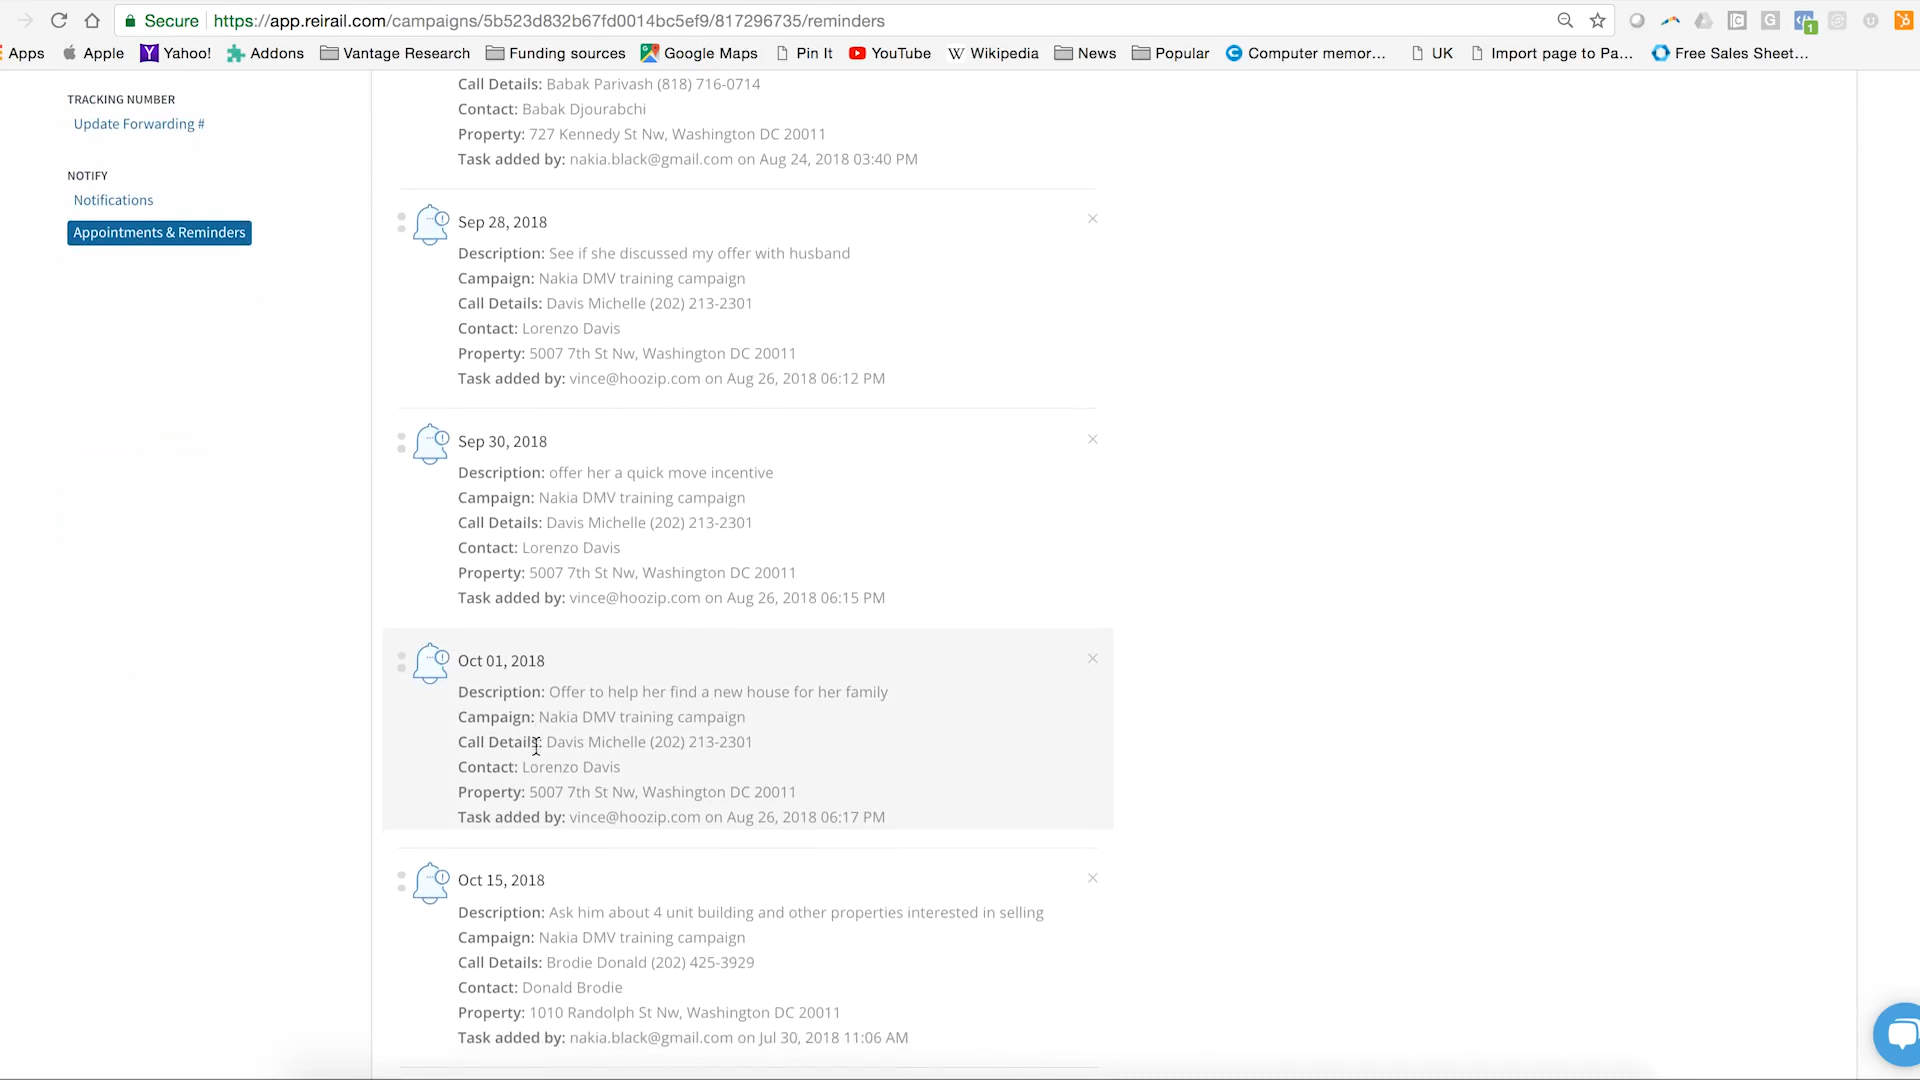 Secure https://app.reirail.com/campaigns/5b523d832b67fd0014bc5ef9/817296735/reminders
Apps Apple Yahoo! Addons Vantage Research Funding sources Google Maps Pin It YouTube Wikipedia News Popular Computer memor... UK Import page to Pa... Free Sales Sheet...
TRACKING NUMBER
Update Forwarding #
NOTIFY
Notifications
Appointments & Reminders
Call Details: Babak Parivash (818) 716-0714
Contact: Babak Djourabchi
Property: 727 Kennedy St Nw, Washington DC 20011
Task added by: nakia.black@gmail.com on Aug 24, 2018 03:40 PM
Sep 28, 2018
Description: See if she discussed my offer with husband
Campaign: Nakia DMV training campaign
Call Details: Davis Michelle (202) 213-2301
Contact: Lorenzo Davis
Property: 5007 7th St Nw, Washington DC 20011
Task added by: vince@hoozip.com on Aug 26, 2018 06:12 PM
Sep 30, 2018
Description: offer her a quick move incentive
Campaign: Nakia DMV training campaign
Call Details: Davis Michelle (202) 213-2301
Contact: Lorenzo Davis
Property: 5007 7th St Nw, Washington DC 20011
Task added by: vince@hoozip.com on Aug 26, 2018 06:15 PM
Oct 01, 2018
Description: Offer to help her find a new house for her family
Campaign: Nakia DMV training campaign
Call Details: Davis Michelle (202) 213-2301
Contact: Lorenzo Davis
Property: 5007 7th St Nw, Washington DC 20011
Task added by: vince@hoozip.com on Aug 26, 2018 06:17 PM
Oct 15, 2018
Description: Ask him about 4 unit building and other properties interested in selling
Campaign: Nakia DMV training campaign
Call Details: Brodie Donald (202) 425-3929
Contact: Donald Brodie
Property: 1010 Randolph St Nw, Washington DC 20011
Task added by: nakia.black@gmail.com on Jul 30, 2018 11:06 AM